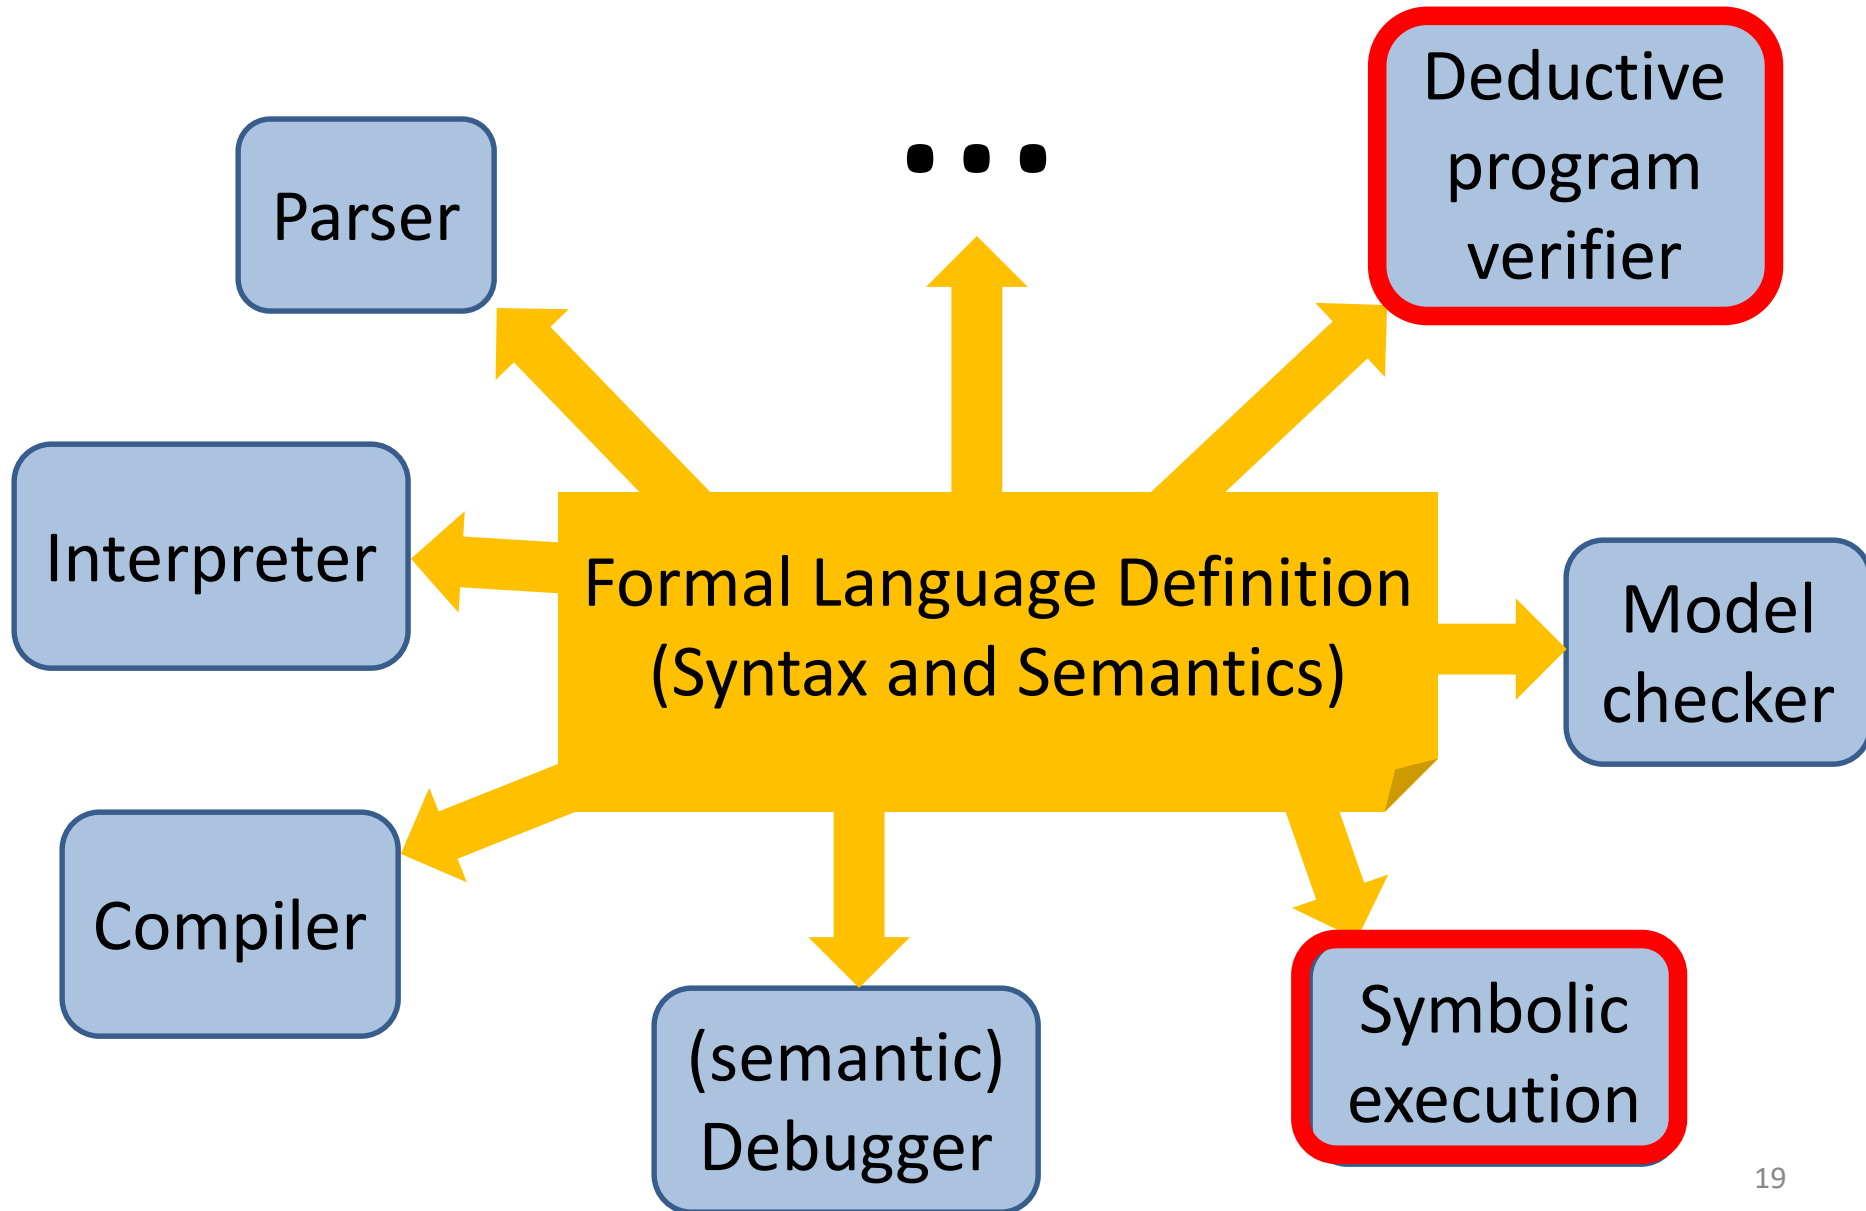 Deductive
program
verifier
...
Parser
Interpreter
Formal Language Definition
(Syntax and Semantics)
Model
checker
Compiler
(semantic)
Debugger
Symbolic
execution
19